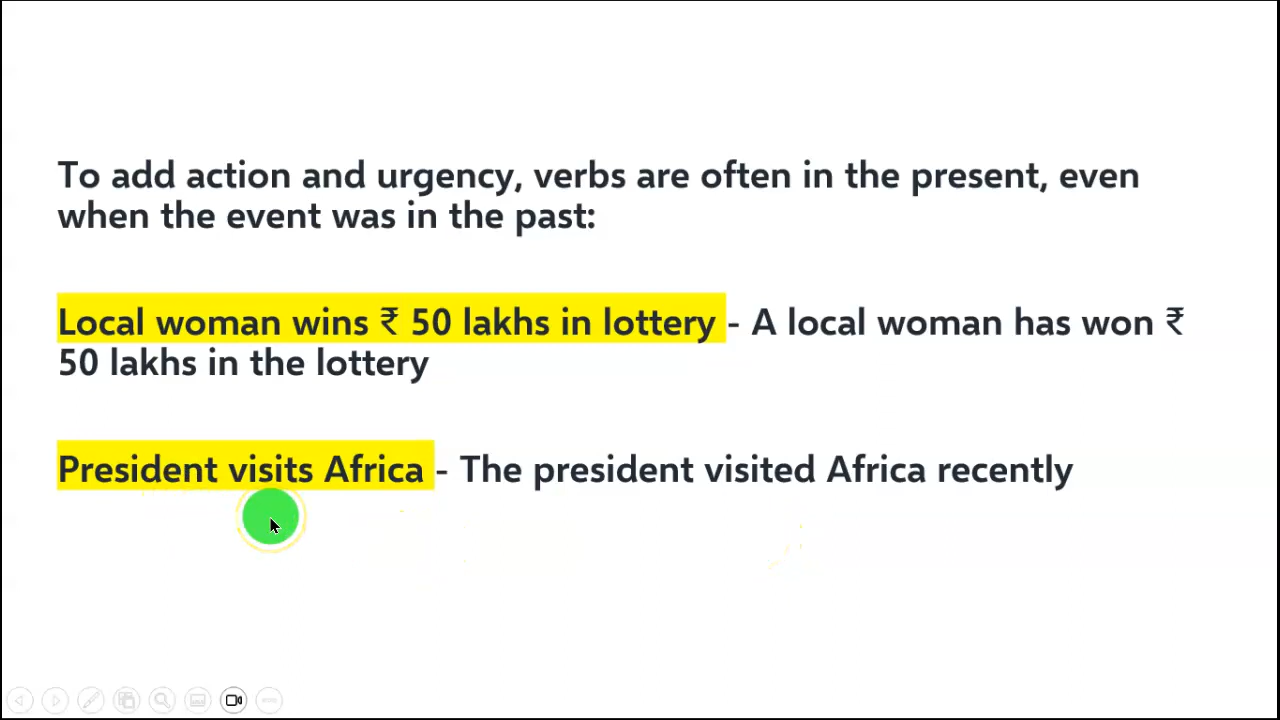 To add action and urgency, verbs are often in the present, even
when the event was in the past:
Local woman wins ₹ 50 lakhs in lottery - A local woman has won ₹
50 lakhs in the lottery
President visits Africa - The president visited Africa recently